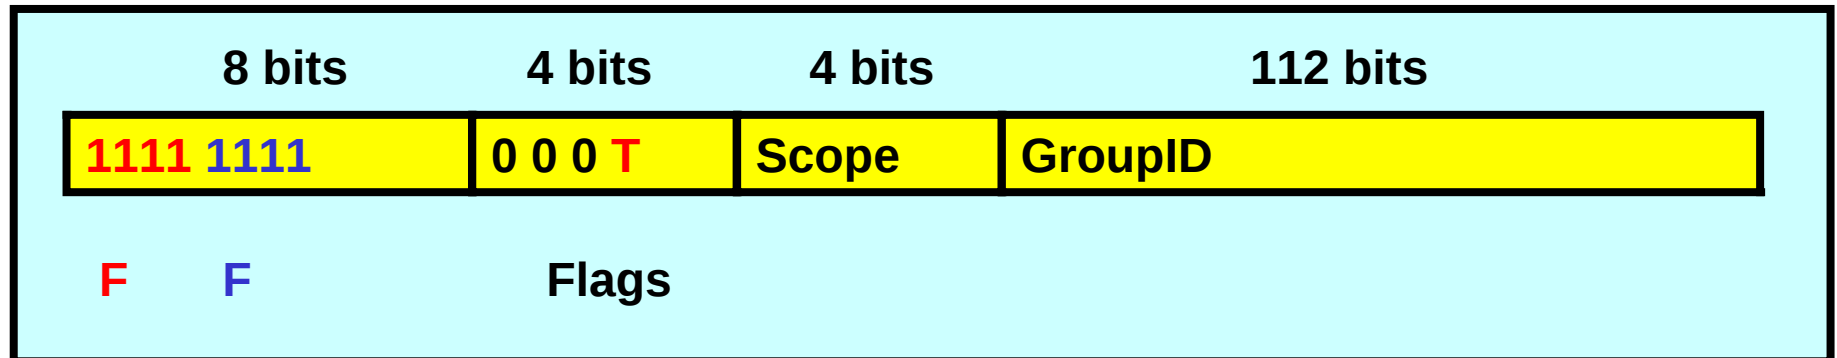 8 bits 4 bits 4 bits 112 bits
1111 1111 0 0 0 T Scope GroupID
F F Flags